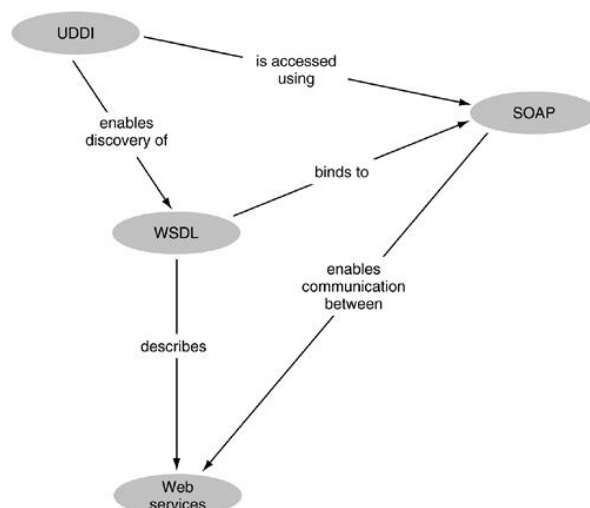 UDDI
is accessed
using
SOAP
enables
discovery of
binds to
WSDL
enables
communication
between
describes
Web
services